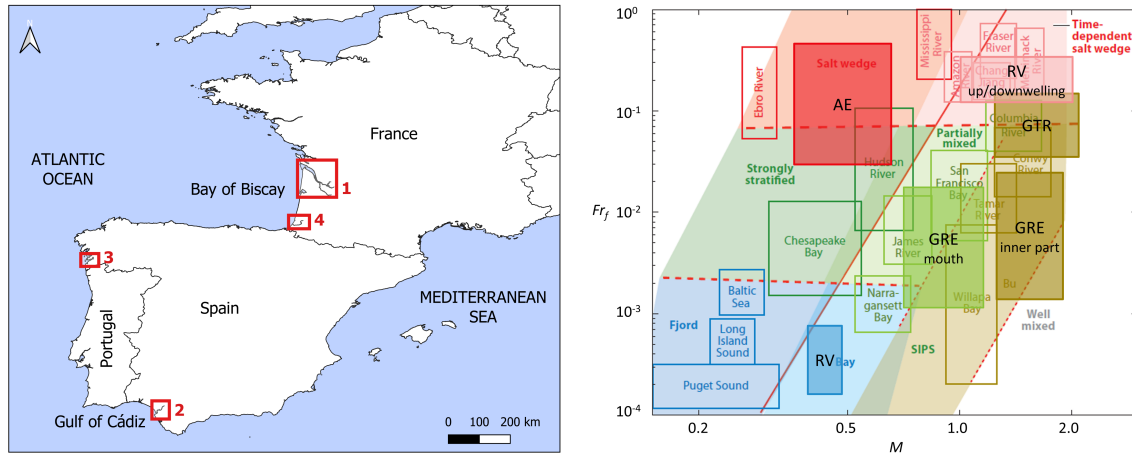 N
France
ATLANTIC
OCEAN
Bay of Biscay
1
4
3
Portugal
Spain
MEDITERRANEAN
SEA
2
Gulf of Cádiz
0 100 200 km
10^0
10^-1
10^-2
10^-3
10^-4
Fr_f
0.2
0.5
1.0
2.0
M
Ebro River
Salt wedge
AE
Mississippi
River
Fraser
River
Time-
dependent
salt wedge
Amazon
RV
up/downwelling
Columbia
River
GTR
Partially
mixed
Strongly
stratified
Hudson
River
San
Francisco
Bay
Conwy
River
Tamar
River
Chesapeake
Bay
James
River
GRE
mouth
GRE
inner part
Baltic
Sea
Narra-
gansett
Bay
Willapa
Bay
Bu
Well
mixed
Fjord
Long
Island
Sound
RV
Bay
SIPS
Puget Sound